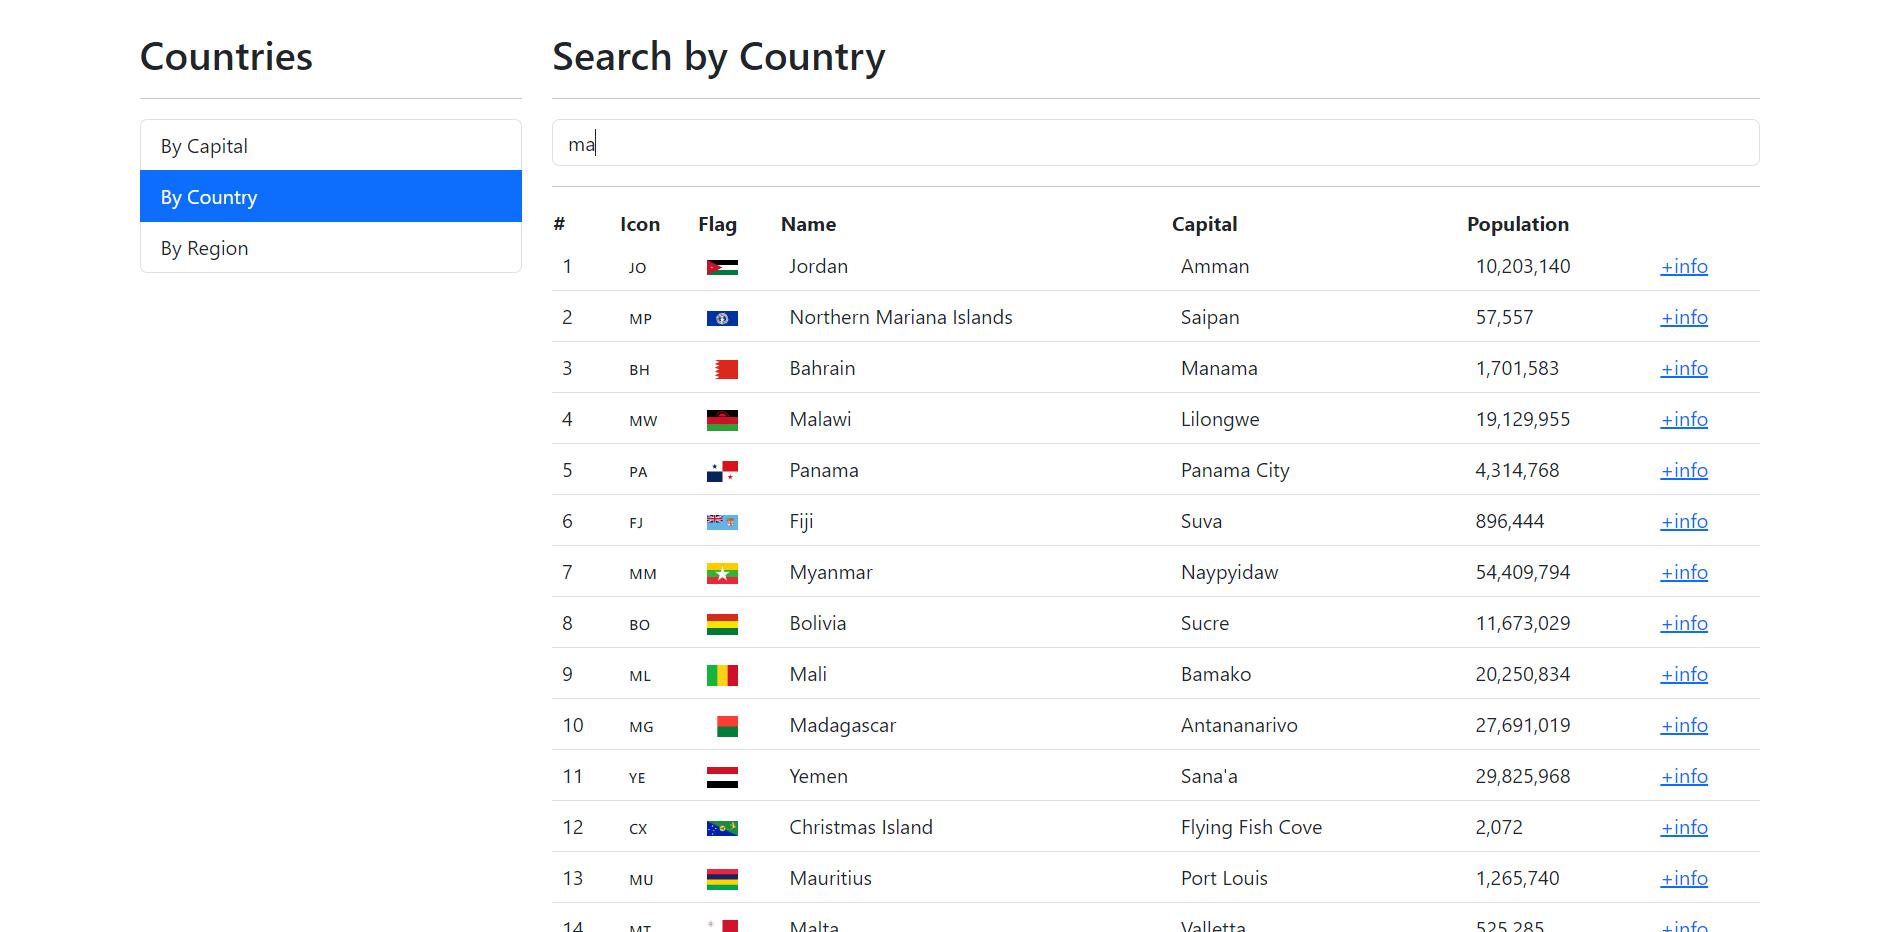 Countries
By Capital
By Country
By Region
Search by Country
ma
# Icon Flag Name Capital Population
1 JO Jordan Amman 10,203,140 +info
2 MP Northern Mariana Islands Saipan 57,557 +info
3 BH Bahrain Manama 1,701,583 +info
4 MW Malawi Lilongwe 19,129,955 +info
5 PA Panama Panama City 4,314,768 +info
6 FJ Fiji Suva 896,444 +info
7 MM Myanmar Naypyidaw 54,409,794 +info
8 BO Bolivia Sucre 11,673,029 +info
9 ML Mali Bamako 20,250,834 +info
10 MG Madagascar Antananarivo 27,691,019 +info
11 YE Yemen Sana'a 29,825,968 +info
12 CX Christmas Island Flying Fish Cove 2,072 +info
13 MU Mauritius Port Louis 1,265,740 +info
14 MT Malta Valletta 525,285 +info